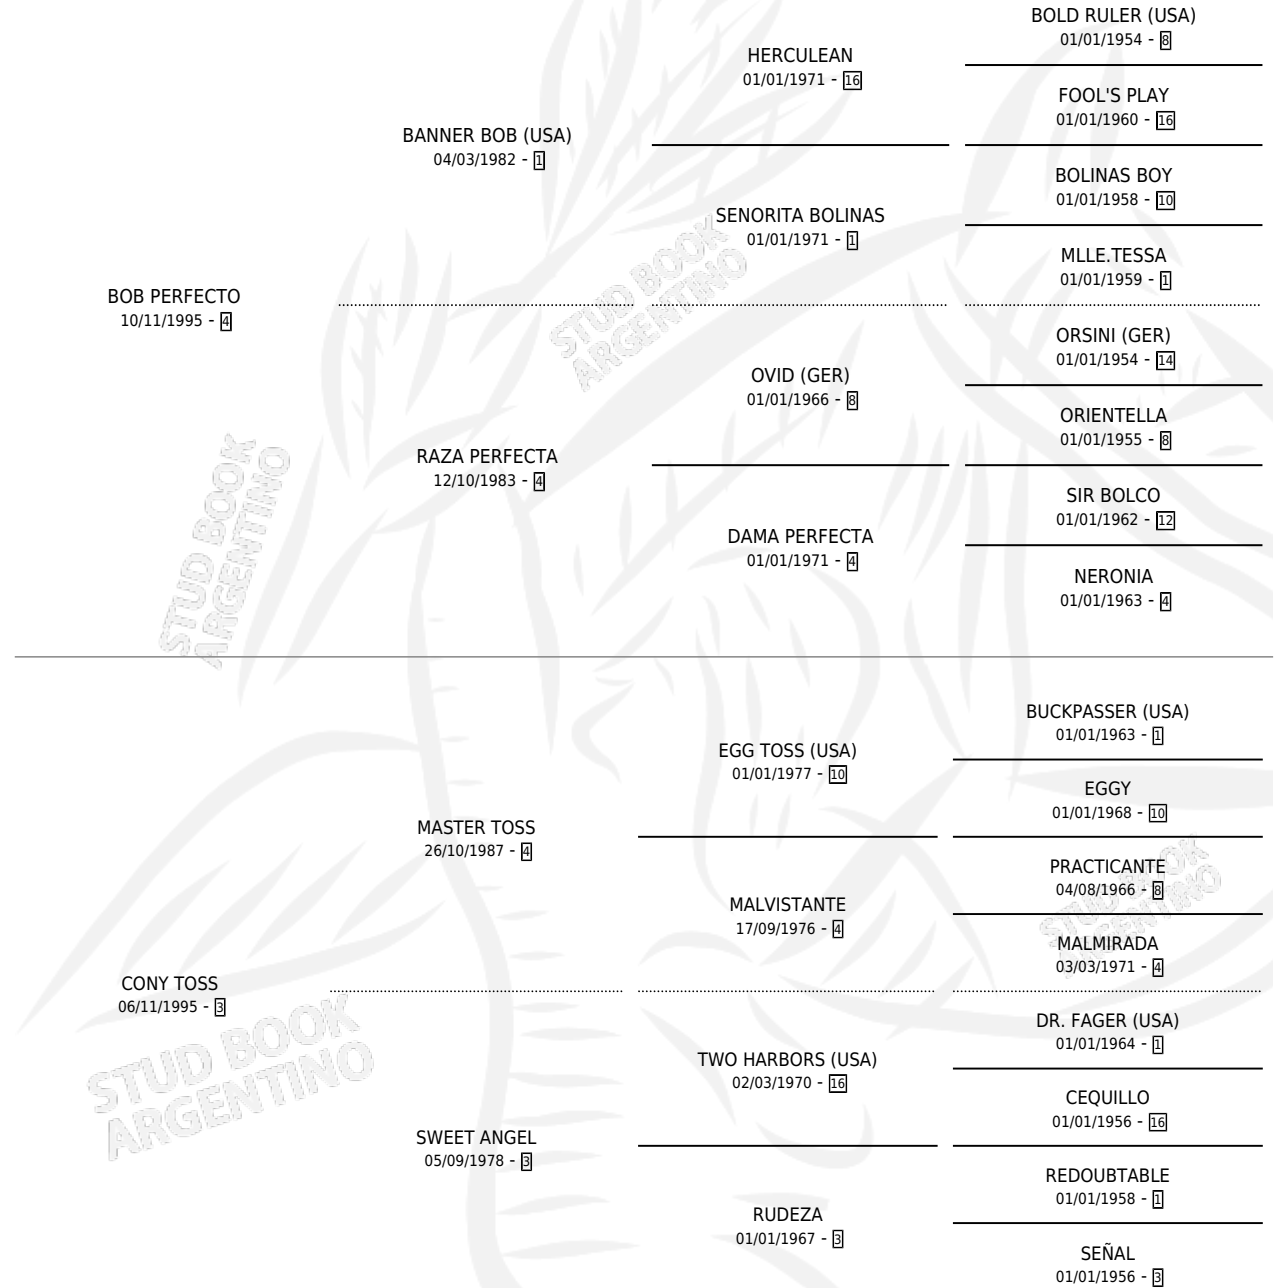 BOLD RULER (USA)
01/01/1954 - 8
HERCULEAN
01/01/1971 - 16
FOOL'S PLAY
01/01/1960 - 16
BANNER BOB (USA)
04/03/1982 - 1
BOLINAS BOY
01/01/1958 - 10
SENORITA BOLINAS
01/01/1971 - 1
MLLE.TESSA
01/01/1959 - 1
BOB PERFECTO
10/11/1995 - 4
STUD BOOK
ARGENTINO
ORSINI (GER)
01/01/1954 - 14
OVID (GER)
01/01/1966 - 8
ORIENTELLA
01/01/1955 - 8
RAZA PERFECTA
12/10/1983 - 4
SIR BOLCO
01/01/1962 - 12
DAMA PERFECTA
01/01/1971 - 4
NERONIA
01/01/1963 - 4
STUD BOOK
ARGENTINO
BUCKPASSER (USA)
01/01/1963 - 1
EGG TOSS (USA)
01/01/1977 - 10
EGGY
01/01/1968 - 10
MASTER TOSS
26/10/1987 - 4
PRACTICANTE
04/08/1966 - 8
MALVISTANTE
17/09/1976 - 4
MALMIRADA
03/03/1971 - 4
STUD BOOK
ARGENTINO
CONY TOSS
06/11/1995 - 3
DR. FAGER (USA)
01/01/1964 - 1
TWO HARBORS (USA)
02/03/1970 - 16
CEQUILLO
01/01/1956 - 16
STUD BOOK
ARGENTINO
SWEET ANGEL
05/09/1978 - 3
REDOUBTABLE
01/01/1958 - 1
RUDEZA
01/01/1967 - 3
SEÑAL
01/01/1956 - 3